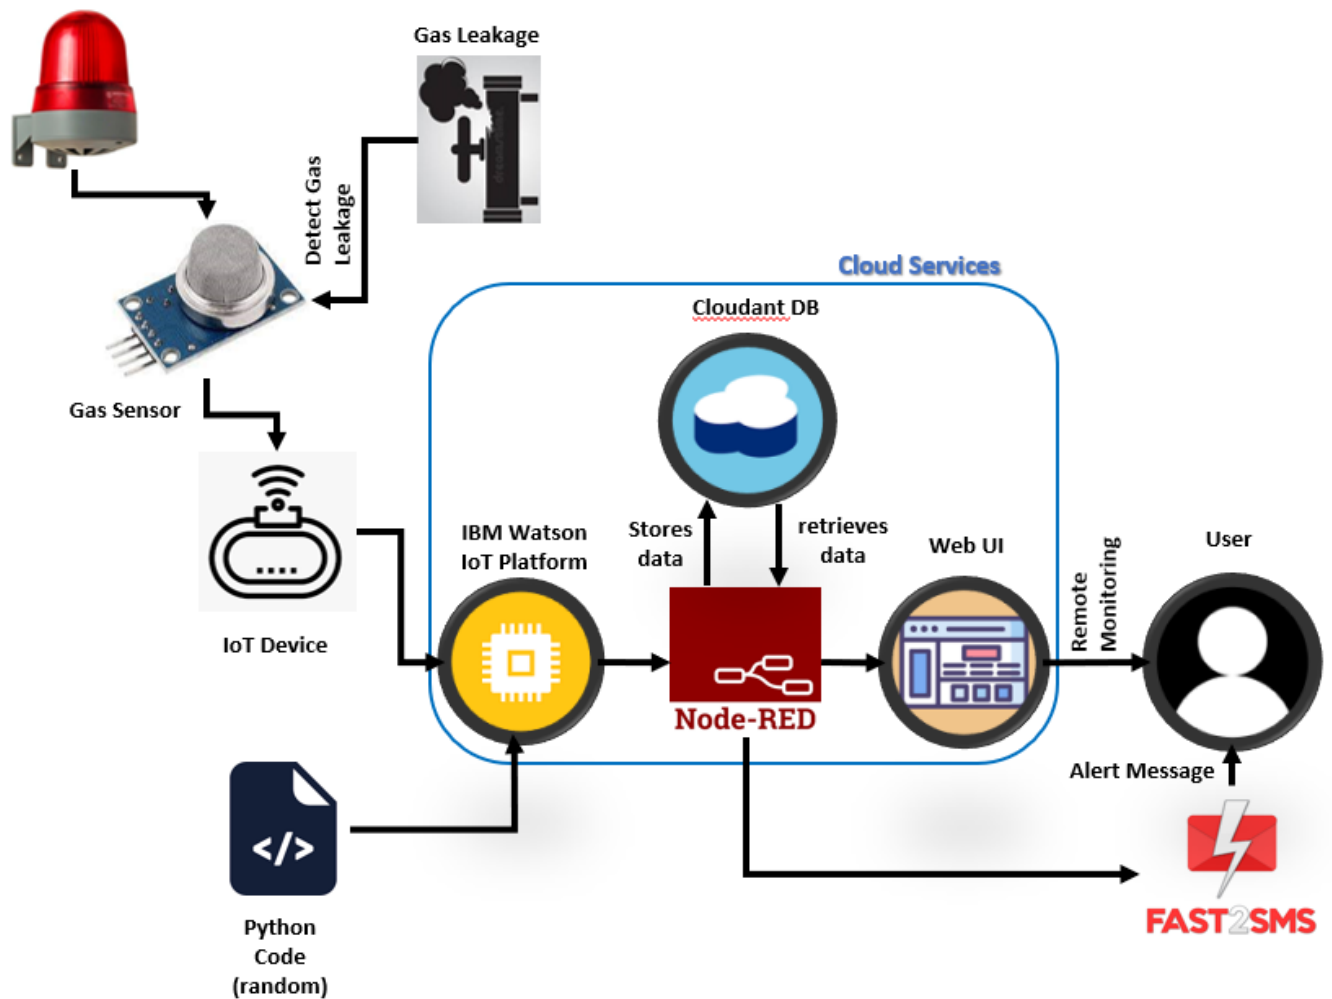 Gas Leakage
Detect Gas
Leakage
Cloud Services
Cloudant DB
Gas Sensor
Stores
data
retrieves
data
IBM Watson
IoT Platform
Web UI
Remote
Monitoring
User
IoT Device
Node-RED
Alert Message
</>
FAST2SMS
Python
Code
(random)